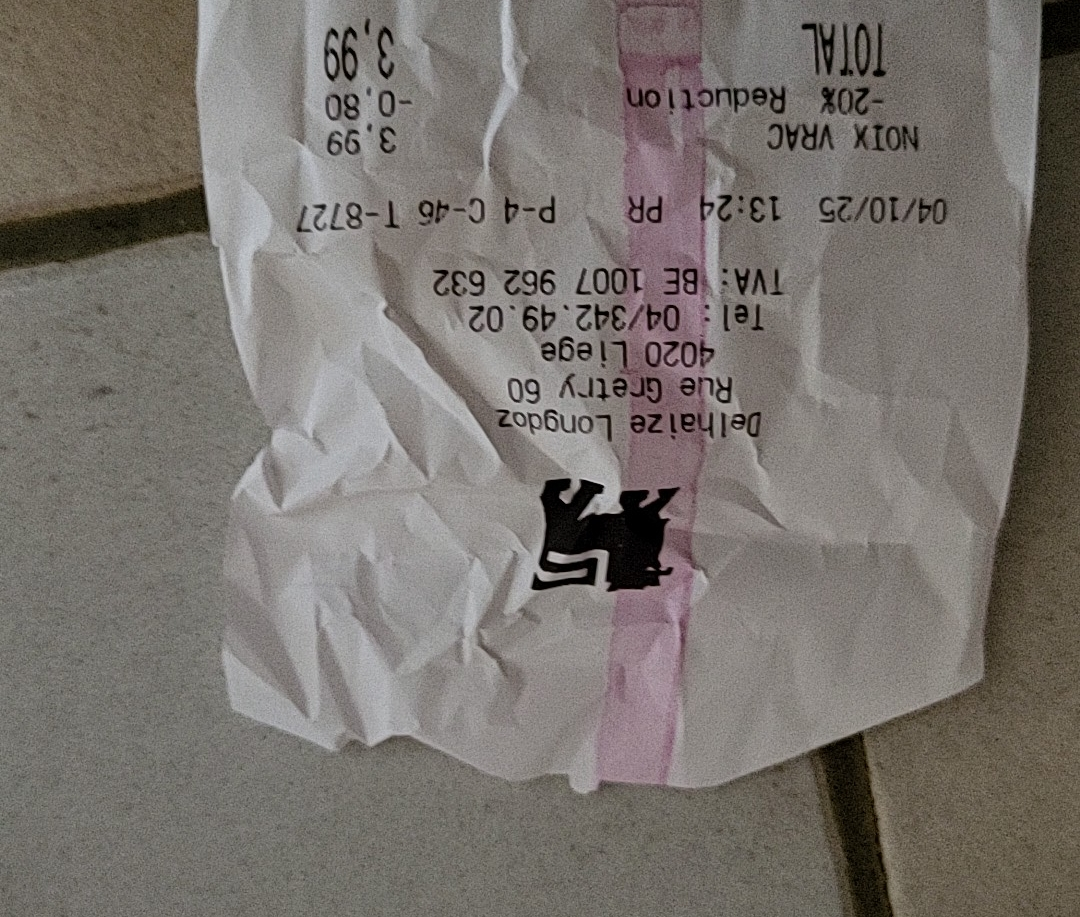 Delhaize Longdoz
Rue Gretry 60
4020 Liege
Tel: 04/342.49.02
TVA: BE 1007 962 632
04/10/25 13:24 PR P-4 C-46 T-8727
NOIX VRAC 3,99
-20% Reduction -0,80
TOTAL 3,99